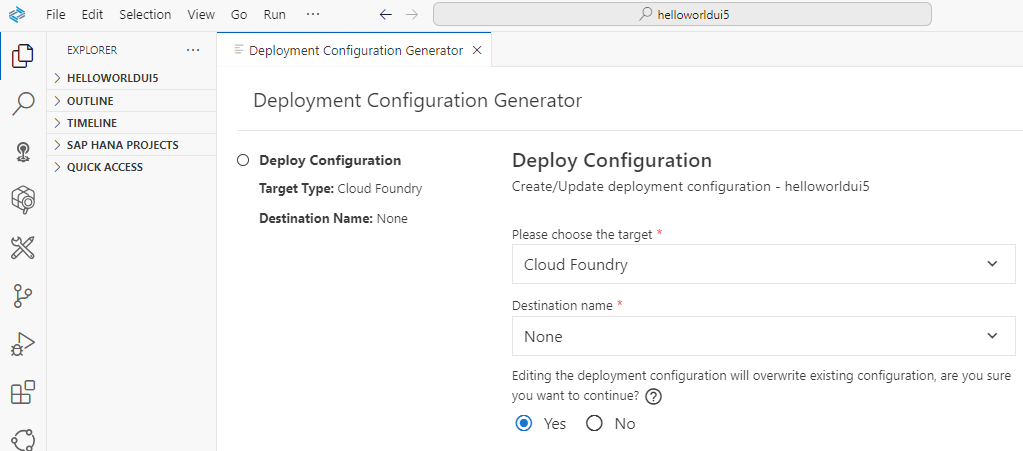 File Edit Selection View Go Run ··· ← → helloworldui5
EXPLORER ···
HELLOWORLDUI5
OUTLINE
TIMELINE
SAP HANA PROJECTS
QUICK ACCESS
Deployment Configuration Generator
Deployment Configuration Generator
Deploy Configuration
Target Type: Cloud Foundry
Destination Name: None
Deploy Configuration
Create/Update deployment configuration - helloworldui5
Please choose the target *
Cloud Foundry
Destination name *
None
Editing the deployment configuration will overwrite existing configuration, are you sure
you want to continue? ?
Yes No